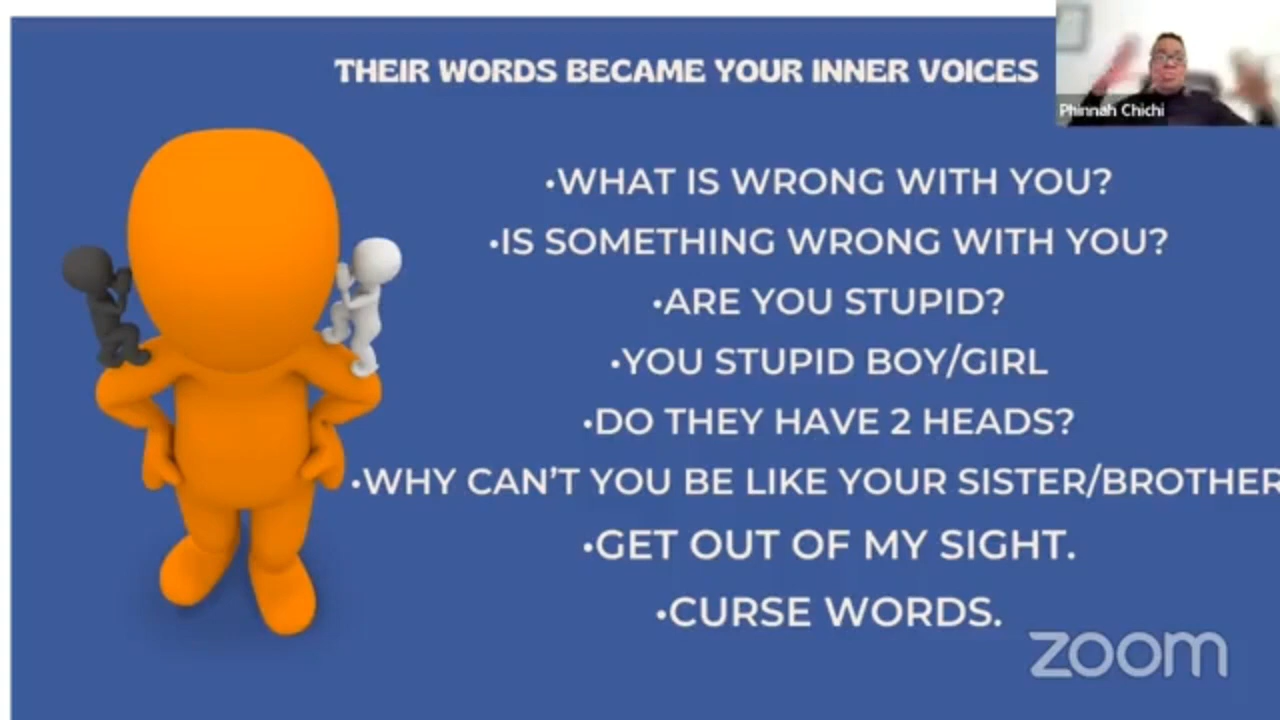 THEIR WORDS BECAME YOUR INNER VOICES
Phinnah Chichi
•WHAT IS WRONG WITH YOU?
•IS SOMETHING WRONG WITH YOU?
•ARE YOU STUPID?
•YOU STUPID BOY/GIRL
•DO THEY HAVE 2 HEADS?
•WHY CAN'T YOU BE LIKE YOUR SISTER/BROTHER
•GET OUT OF MY SIGHT.
•CURSE WORDS.
zoom